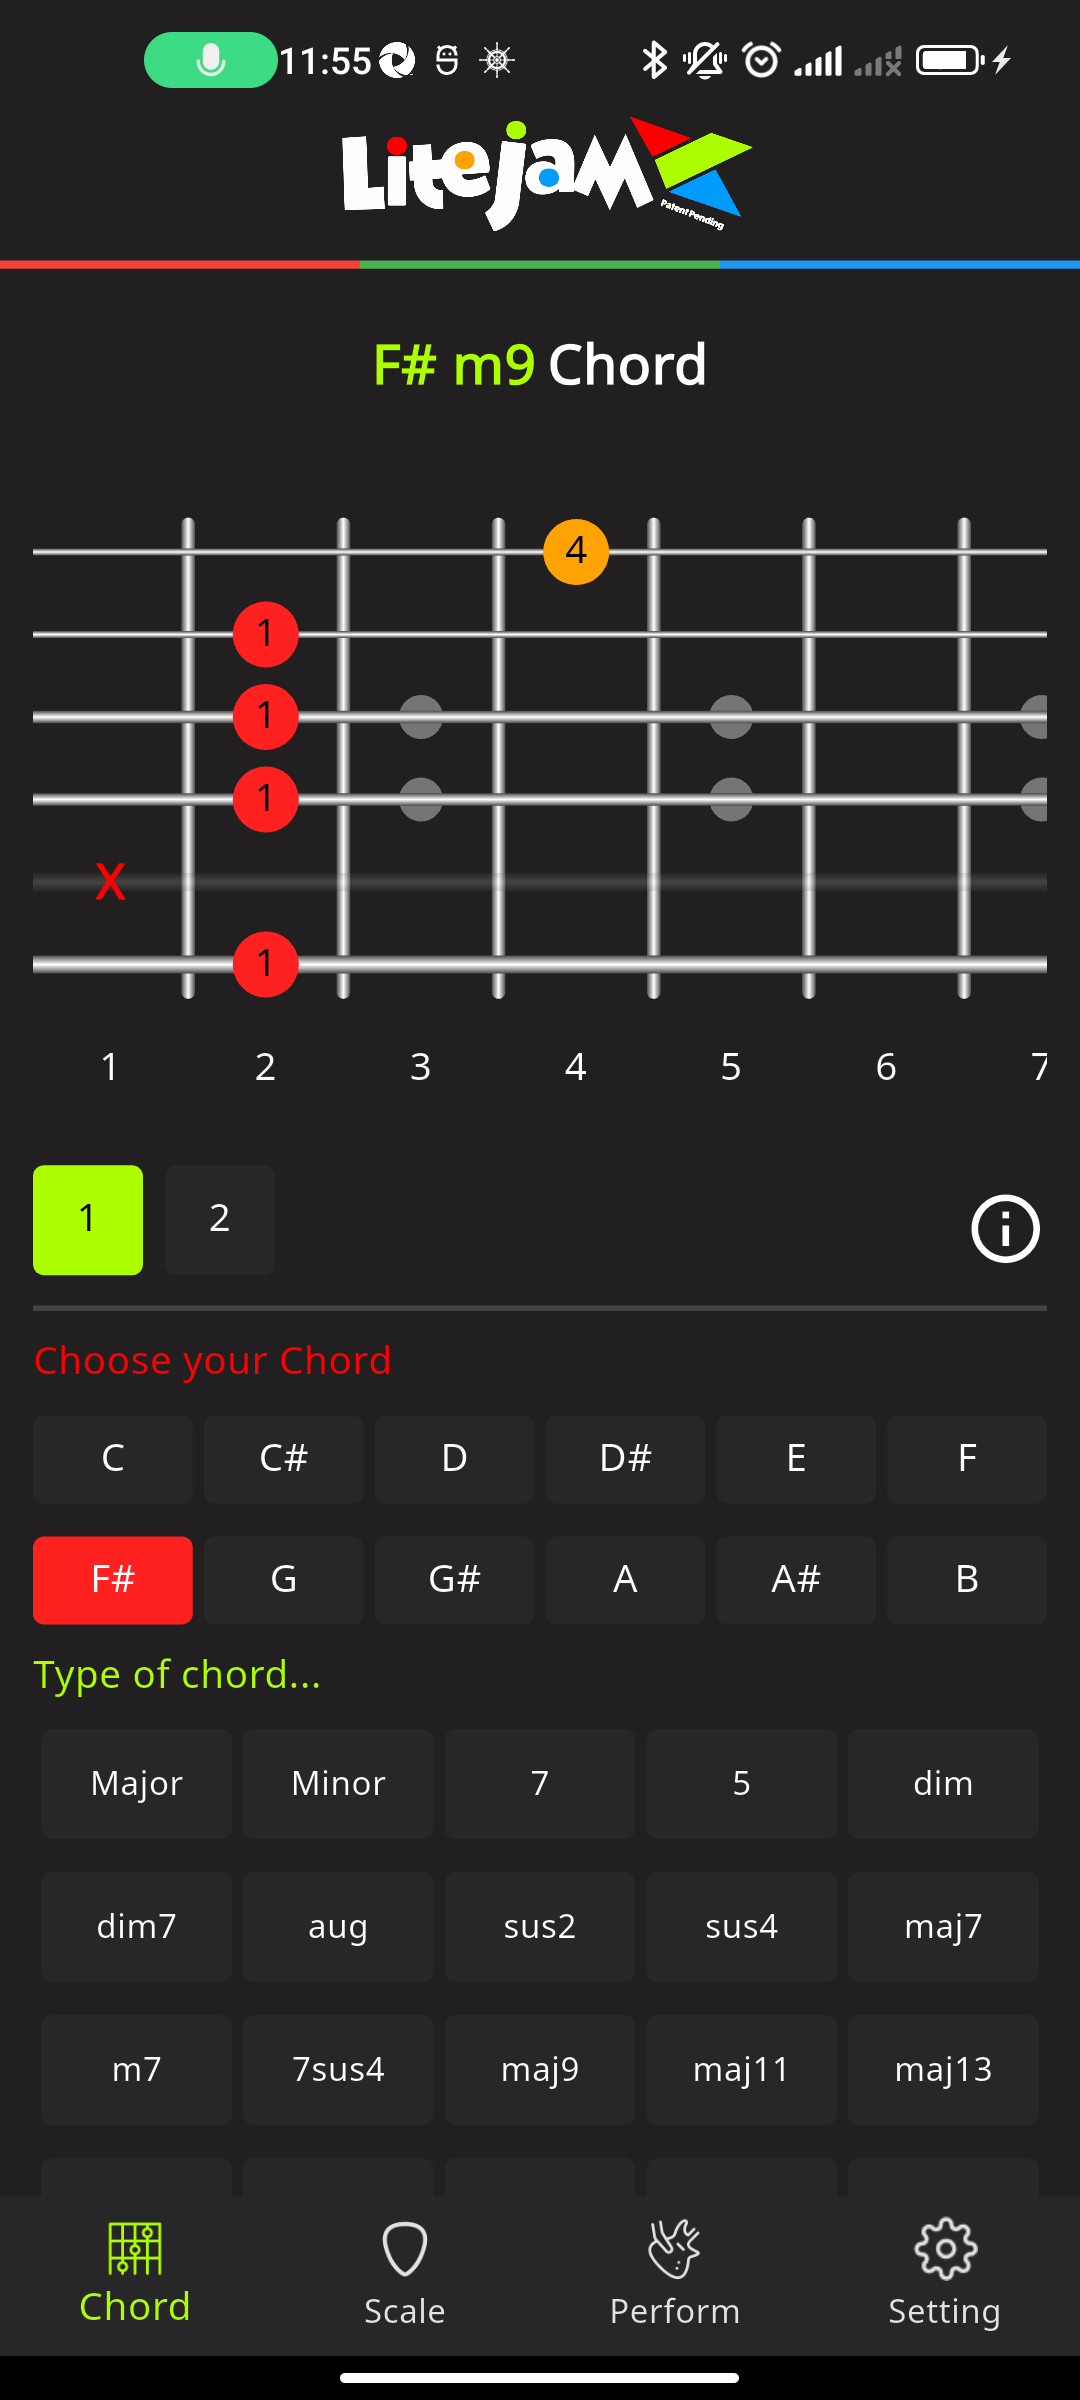 11:55
LitejaM
Patent Pending
F# m9 Chord
4
1
1
1
X
1
1 2 3 4 5 6 7
1 2
Choose your Chord
C C# D D# E F
F# G G# A A# B
Type of chord...
Major Minor 7 5 dim
dim7 aug sus2 sus4 maj7
m7 7sus4 maj9 maj11 maj13
Chord Scale Perform Setting